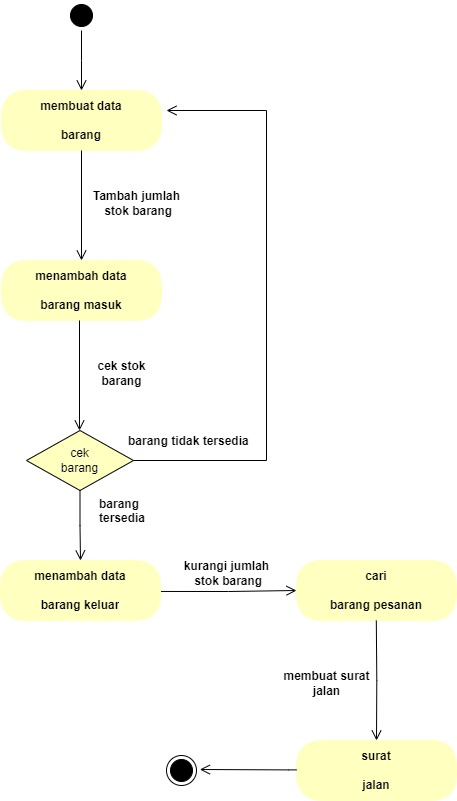 membuat data
barang
Tambah jumlah
stok barang
menambah data
barang masuk
cek stok
barang
cek
barang
barang tidak tersedia
barang
tersedia
menambah data
barang keluar
kurangi jumlah
stok barang
cari
barang pesanan
membuat surat
jalan
surat
jalan